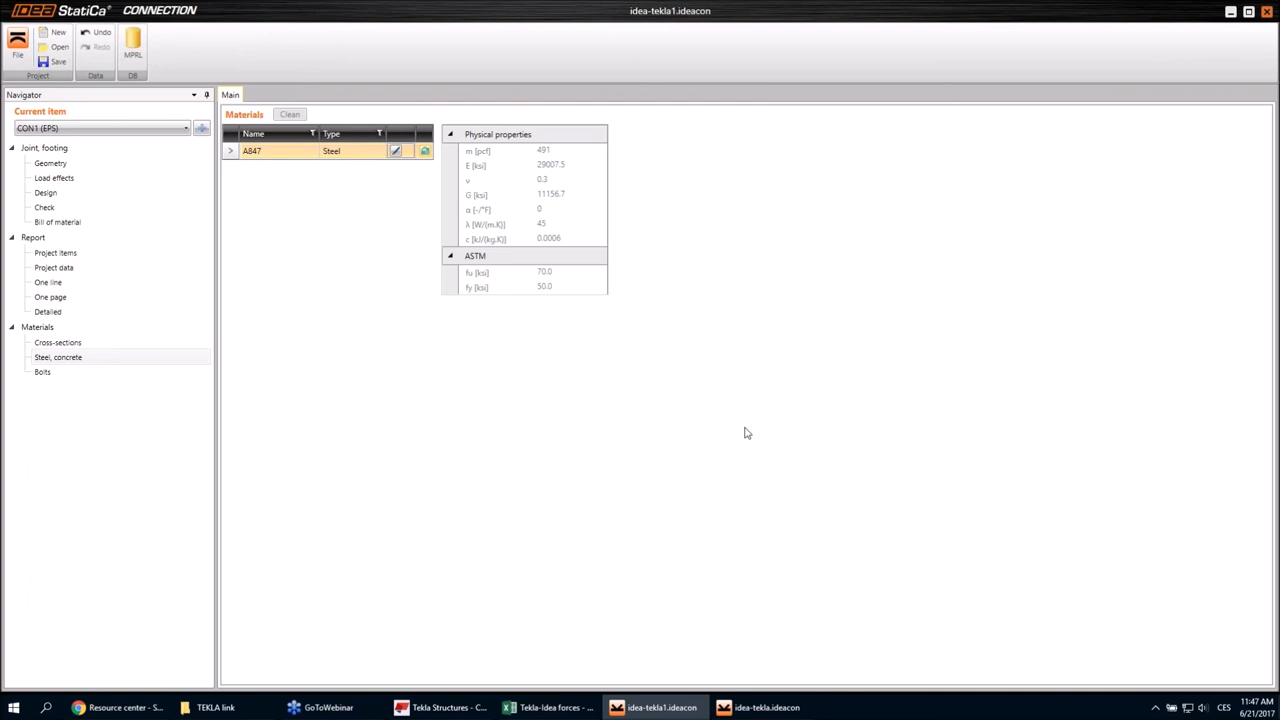 IDEA StatiCa® CONNECTION
idea-tekla1.ideacon
File
New
Open
Save
Undo
Redo
MPRL
Project
Data
DB
Navigator
Main
Current item
CON1 (EPS)
Joint, footing
Geometry
Load effects
Design
Check
Bill of material
Report
Project items
Project data
One line
One page
Detailed
Materials
Cross-sections
Steel, concrete
Bolts
Materials Clean
Name Type
> A847 Steel
Physical properties
m [pcf] 491
E [ksi] 29007.5
ν 0.3
G [ksi] 11156.7
α [-/°F] 0
λ [W/(m.K)] 45
c [kJ/(kg.K)] 0.0006
ASTM
fu [ksi] 70.0
fy [ksi] 50.0
Resource center - S...
TEKLA link
GoToWebinar
Tekla Structures - C...
Tekla-Idea forces - ...
idea-tekla1.ideacon
idea-tekla.ideacon
CES
11:47 AM
6/21/2017